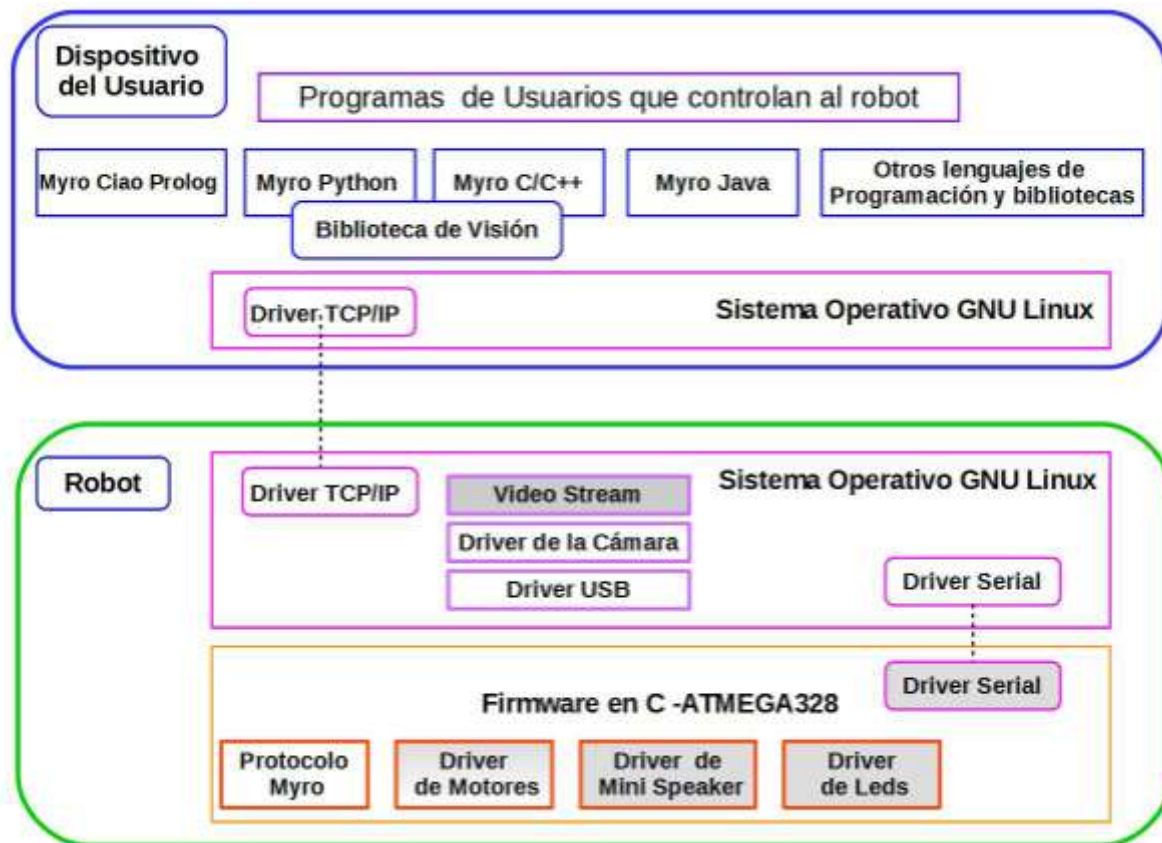 Dispositivo
del Usuario
Programas de Usuarios que controlan al robot
Myro Ciao Prolog
Myro Python
Myro C/C++
Myro Java
Otros lenguajes de
Programación y bibliotecas
Biblioteca de Visión
Driver TCP/IP
Sistema Operativo GNU Linux
Robot
Driver TCP/IP
Video Stream
Sistema Operativo GNU Linux
Driver de la Cámara
Driver USB
Driver Serial
Driver Serial
Firmware en C -ATMEGA328
Protocolo
Myro
Driver
de Motores
Driver de
Mini Speaker
Driver
de Leds